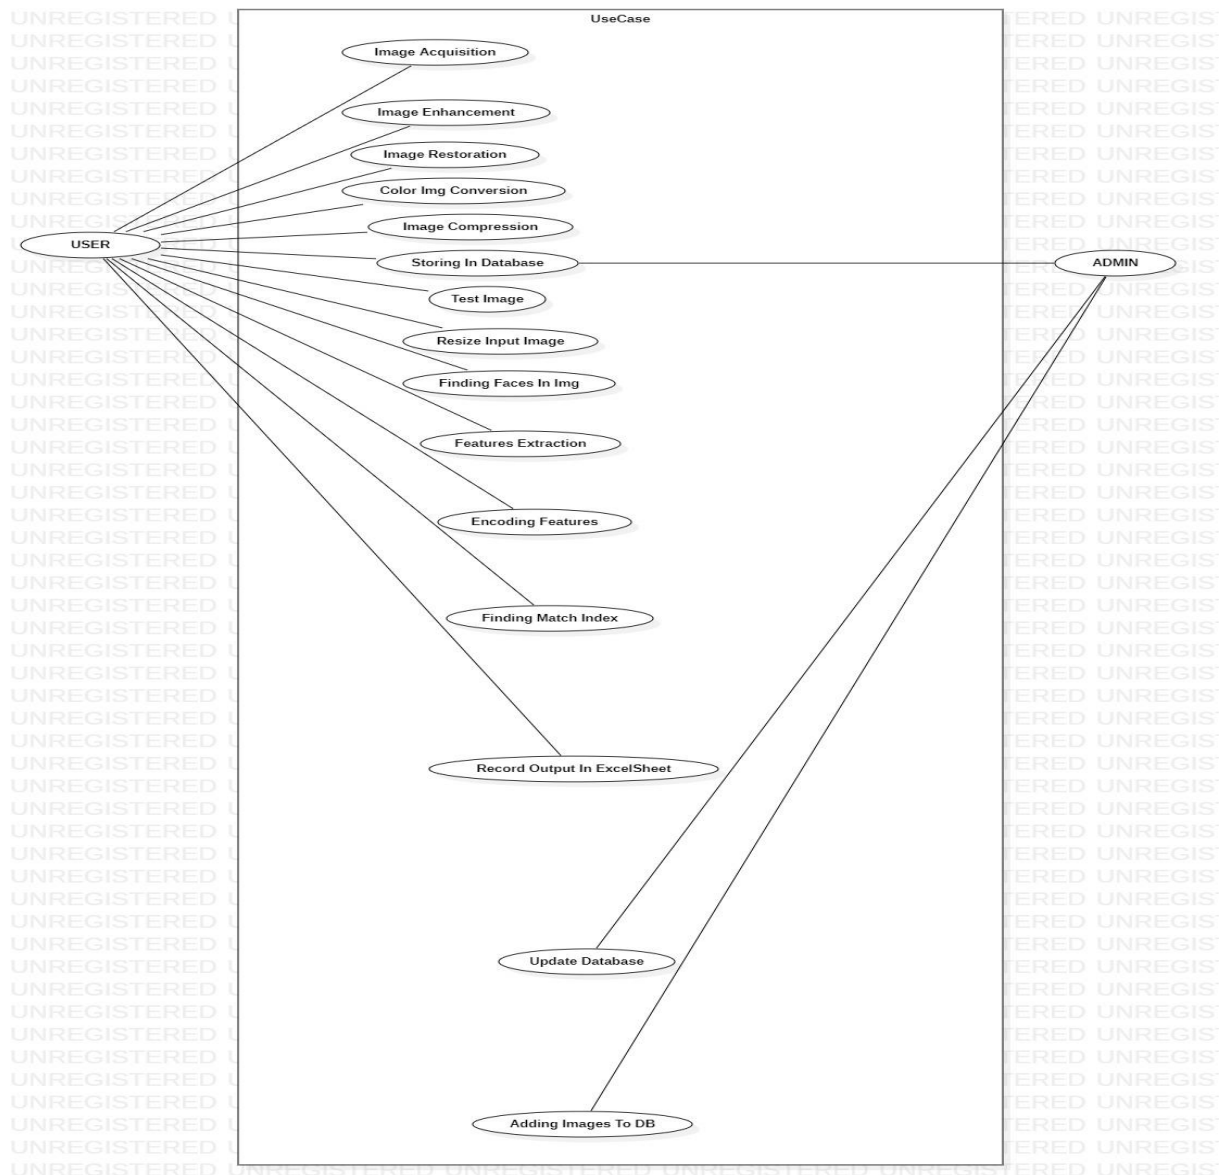 UseCase
Image Acquisition
Image Enhancement
Image Restoration
Color Img Conversion
Image Compression
USER
Storing In Database
ADMIN
Test Image
Resize Input Image
Finding Faces In Img
Features Extraction
Encoding Features
Finding Match Index
Record Output In ExcelSheet
Update Database
Adding Images To DB
UNREGISTERED